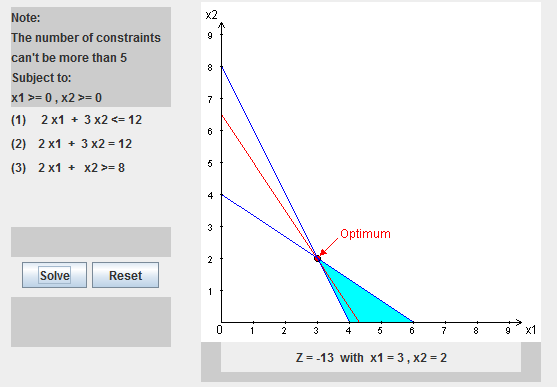 Note:
The number of constraints
can't be more than 5
Subject to:
x1 >= 0 , x2 >= 0
(1) 2 x1 + 3 x2 <= 12
(2) 2 x1 + 3 x2 = 12
(3) 2 x1 + x2 >= 8
Solve Reset
x2
9
8
7
6
5
4
3
2
1
Optimum
0 1 2 3 4 5 6 7 8 9 x1
Z = -13 with x1 = 3 , x2 = 2